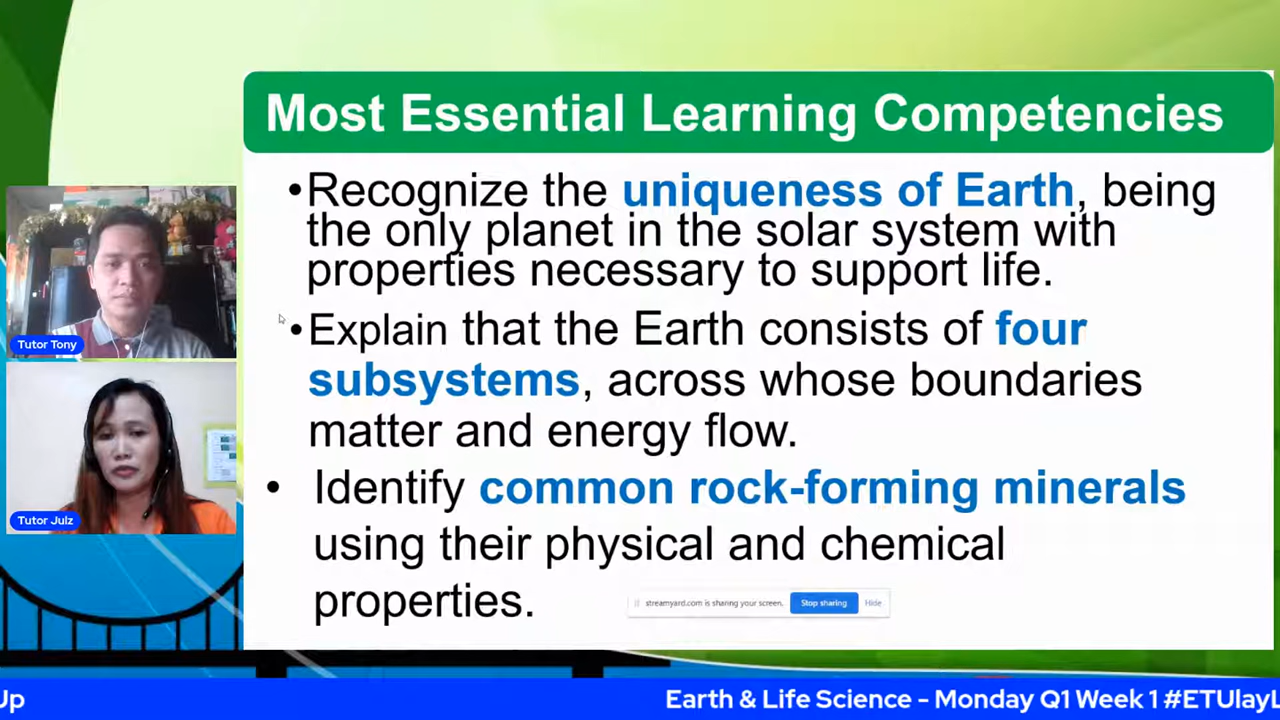 Most Essential Learning Competencies
•Recognize the uniqueness of Earth, being
the only planet in the solar system with
properties necessary to support life.
•Explain that the Earth consists of four
subsystems, across whose boundaries
matter and energy flow.
• Identify common rock-forming minerals
using their physical and chemical
properties.
Tutor Tony
Tutor Julz
streamyard.com is sharing your screen. Stop sharing Hide
Up Earth & Life Science - Monday Q1 Week 1 #ETUlayL